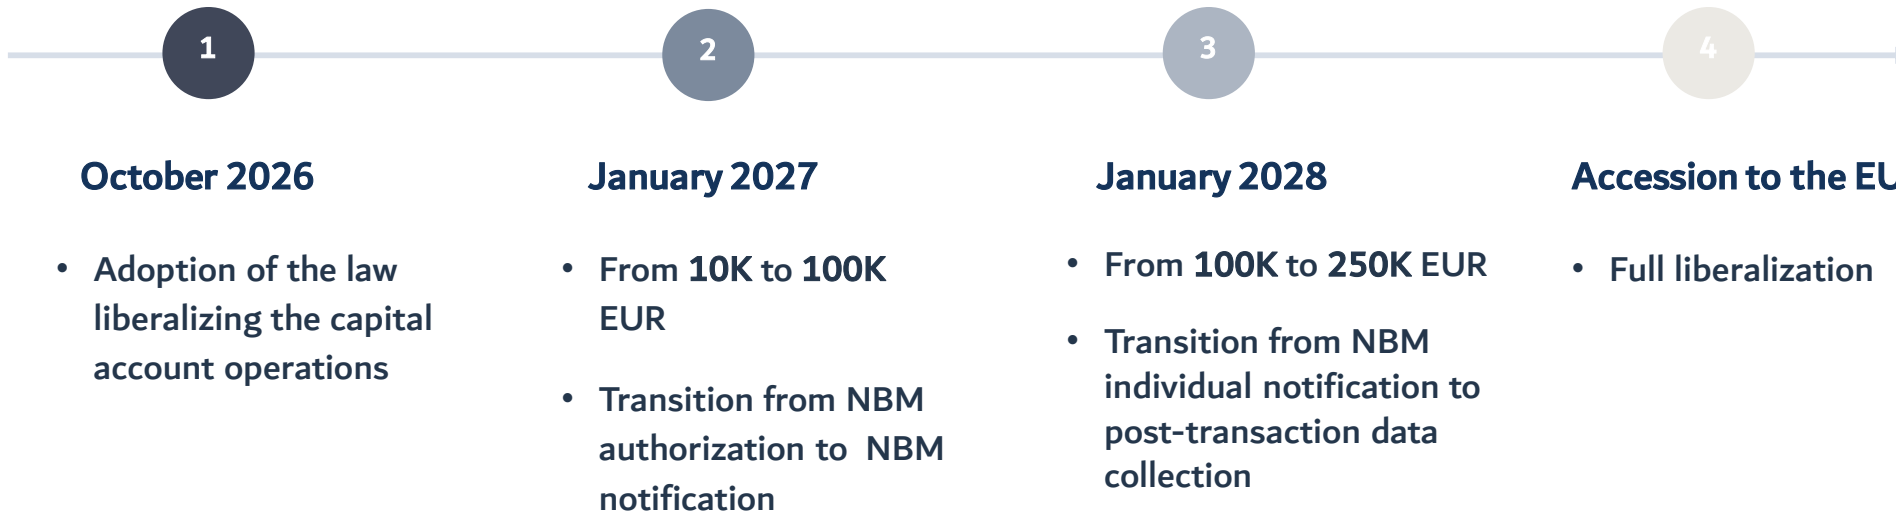 1
2
3
4
October 2026
• Adoption of the law
liberalizing the capital
account operations
January 2027
• From 10K to 100K
EUR
• Transition from NBM
authorization to NBM
notification
January 2028
• From 100K to 250K EUR
• Transition from NBM
individual notification to
post-transaction data
collection
Accession to the EU
• Full liberalization